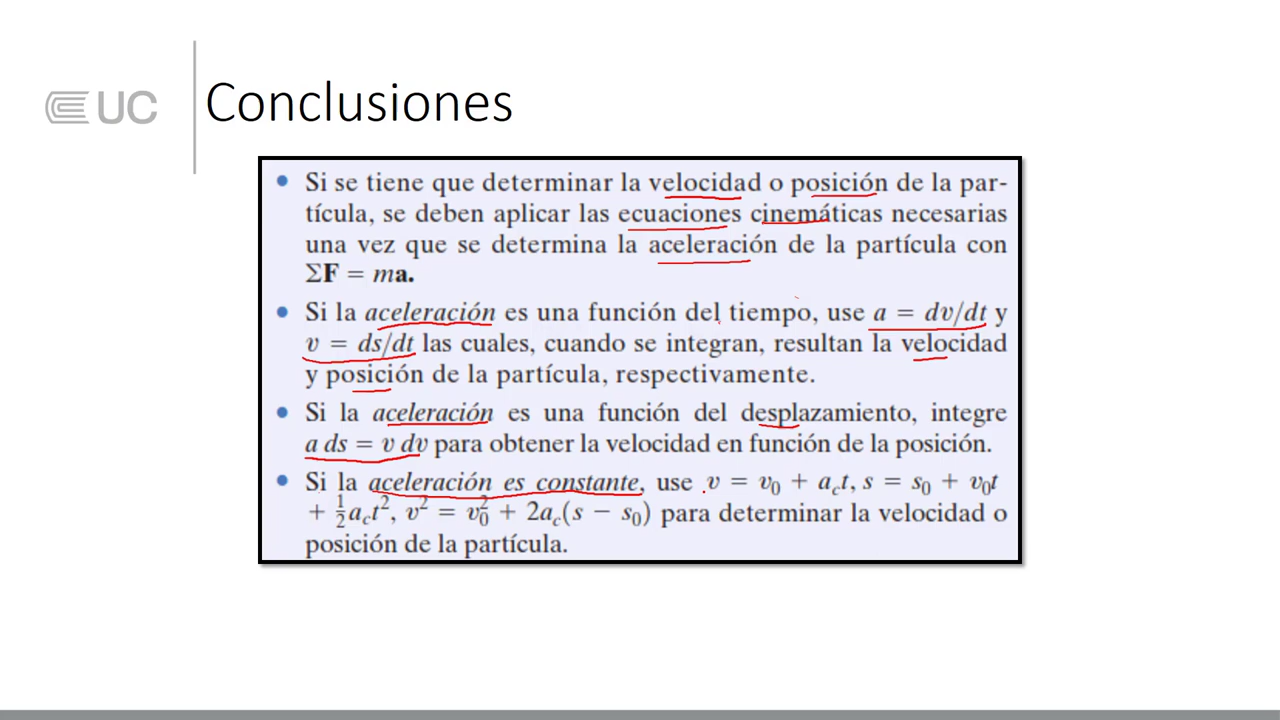 UC
Conclusiones
• Si se tiene que determinar la velocidad o posición de la par-
tícula, se deben aplicar las ecuaciones cinemáticas necesarias
una vez que se determina la aceleración de la partícula con
ΣF = ma.
• Si la aceleración es una función del tiempo, use a = dv/dt y
v = ds/dt las cuales, cuando se integran, resultan la velocidad
y posición de la partícula, respectivamente.
• Si la aceleración es una función del desplazamiento, integre
a ds = v dv para obtener la velocidad en función de la posición.
• Si la aceleración es constante, use v = v₀ + a_c t, s = s₀ + v₀t
+ ½a_c t², v² = v₀² + 2a_c(s − s₀) para determinar la velocidad o
posición de la partícula.